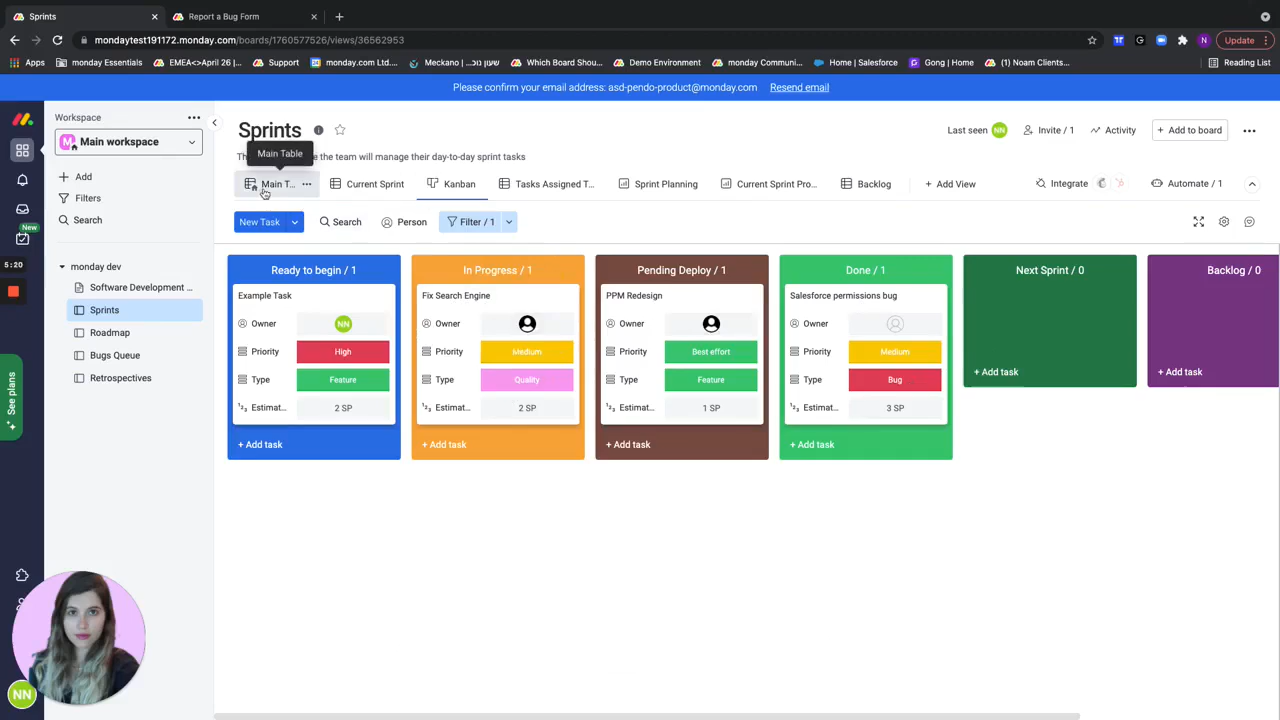 Sprints
Report a Bug Form
mondaytest191172.monday.com/boards/1760577526/views/36562953
N
Update
Apps
monday Essentials
EMEA<>April 26 |...
Support
monday.com Ltd....
Meckano | שעון נוכ...
Which Board Shou...
Demo Environment
monday Communi...
Home | Salesforce
Gong | Home
(1) Noam Clients...
Reading List
Please confirm your email address: asd-pendo-product@monday.com Resend email
Workspace
M
Main workspace
Add
Filters
Search
New
5:20
See plans
monday dev
Software Development ...
Sprints
Roadmap
Bugs Queue
Retrospectives
NN
Sprints
Last seen NN
Invite / 1
Activity
+ Add to board
the team will manage their day-to-day sprint tasks
Main Table
Main T...
Current Sprint
Kanban
Tasks Assigned T...
Sprint Planning
Current Sprint Pro...
Backlog
+ Add View
Integrate
Automate / 1
New Task
Search
Person
Filter / 1
Ready to begin / 1
Example Task
Owner NN
Priority High
Type Feature
Estimat... 2 SP
+ Add task
In Progress / 1
Fix Search Engine
Owner
Priority Medium
Type Quality
Estimat... 2 SP
+ Add task
Pending Deploy / 1
PPM Redesign
Owner
Priority Best effort
Type Feature
Estimat... 1 SP
+ Add task
Done / 1
Salesforce permissions bug
Owner
Priority Medium
Type Bug
Estimat... 3 SP
+ Add task
Next Sprint / 0
+ Add task
Backlog / 0
+ Add task